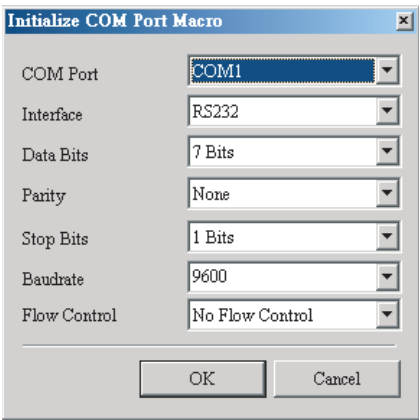 Initialize COM Port Macro
COM Port COM1
Interface RS232
Data Bits 7 Bits
Parity None
Stop Bits 1 Bits
Baudrate 9600
Flow Control No Flow Control
OK Cancel